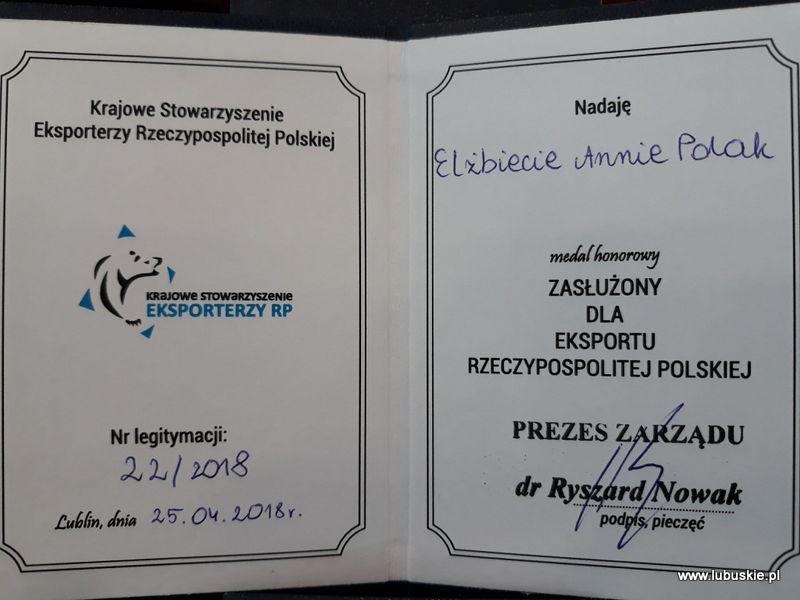 Krajowe Stowarzyszenie
Eksporterzy Rzeczypospolitej Polskiej
KRAJOWE STOWARZYSZENIE
EKSPORTERZY RP
Nr legitymacji:
22/2018
Lublin, dnia 25.04.2018r.
Nadaję
Elżbiecie Annie Polak
medal honorowy
ZASŁUŻONY
DLA
EKSPORTU
RZECZYPOSPOLITEJ POLSKIEJ
PREZES ZARZĄDU
dr Ryszard Nowak
podpis, pieczęć
www.lubuskie.pl